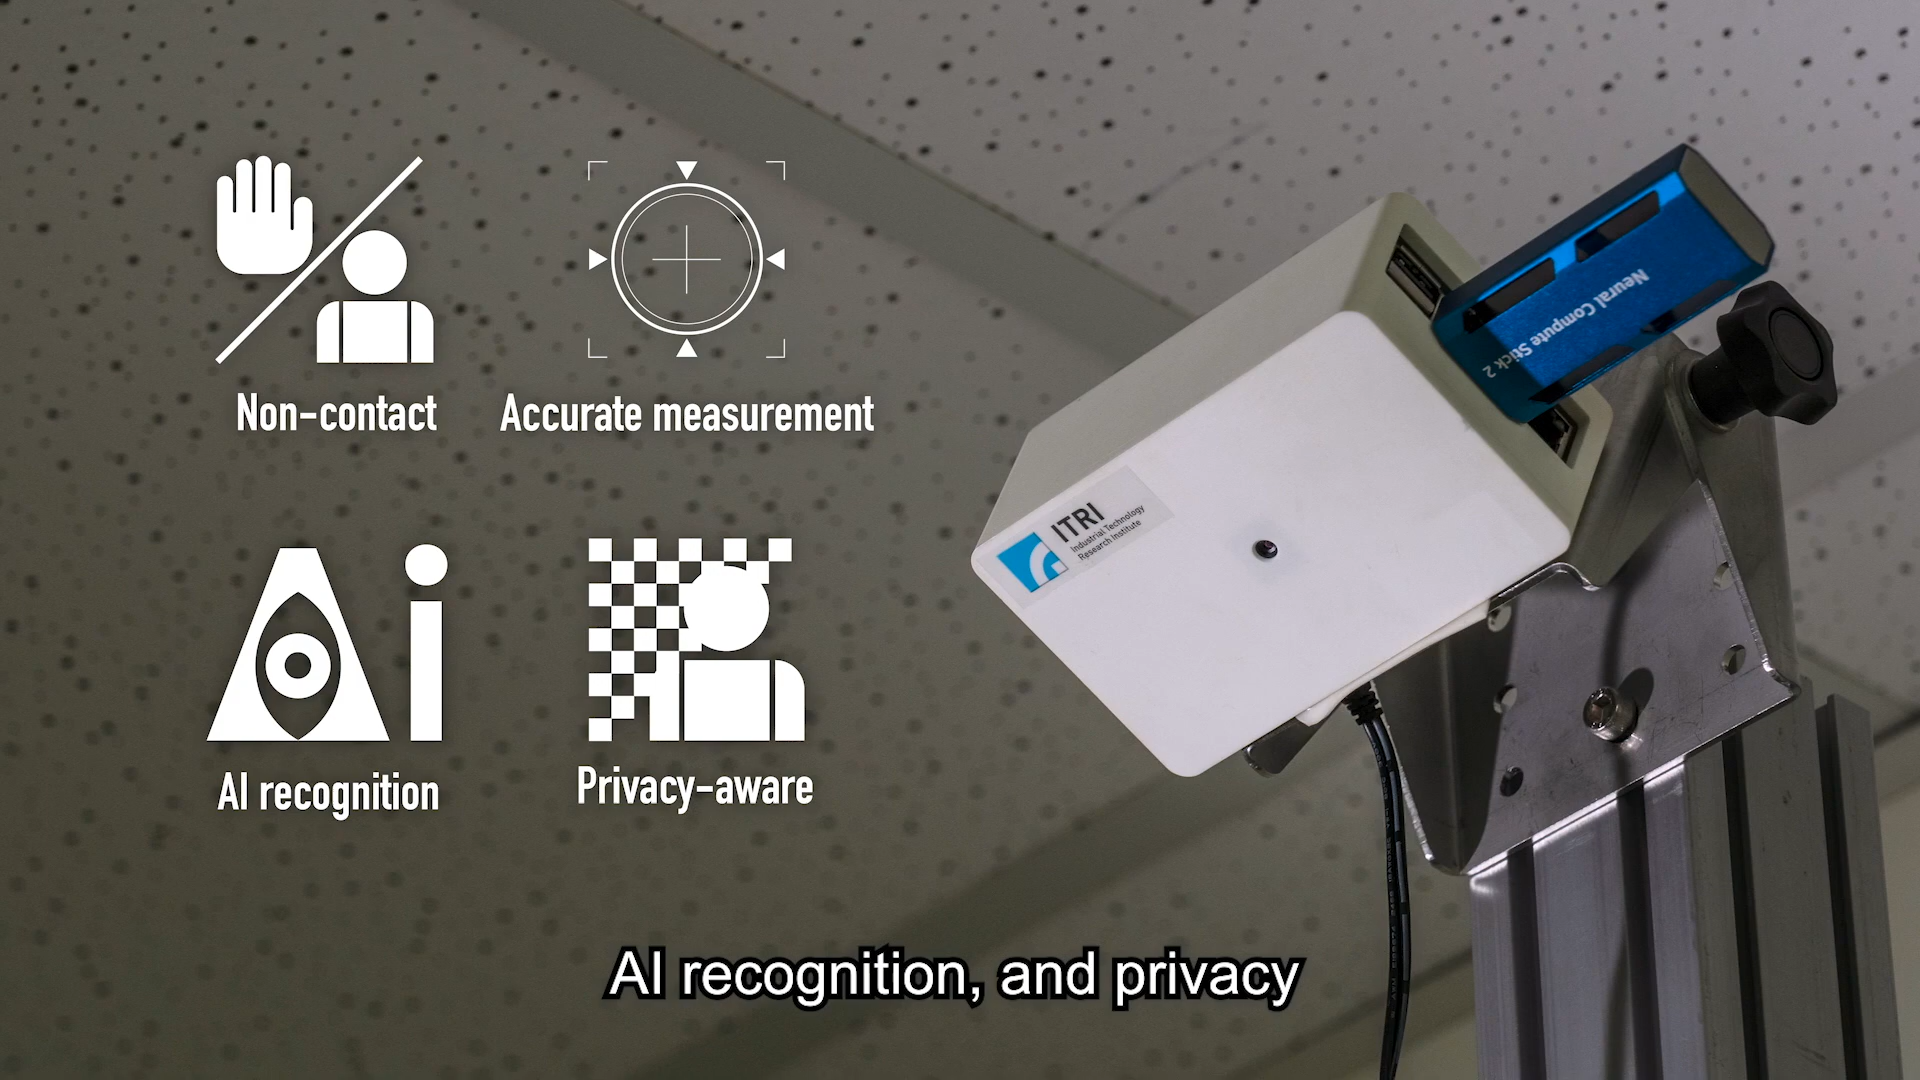 Non-contact
Accurate measurement
Ai
AI recognition
Privacy-aware
Neural Compute Stick 2
ITRI
Industrial Technology
Research Institute
AI recognition, and privacy